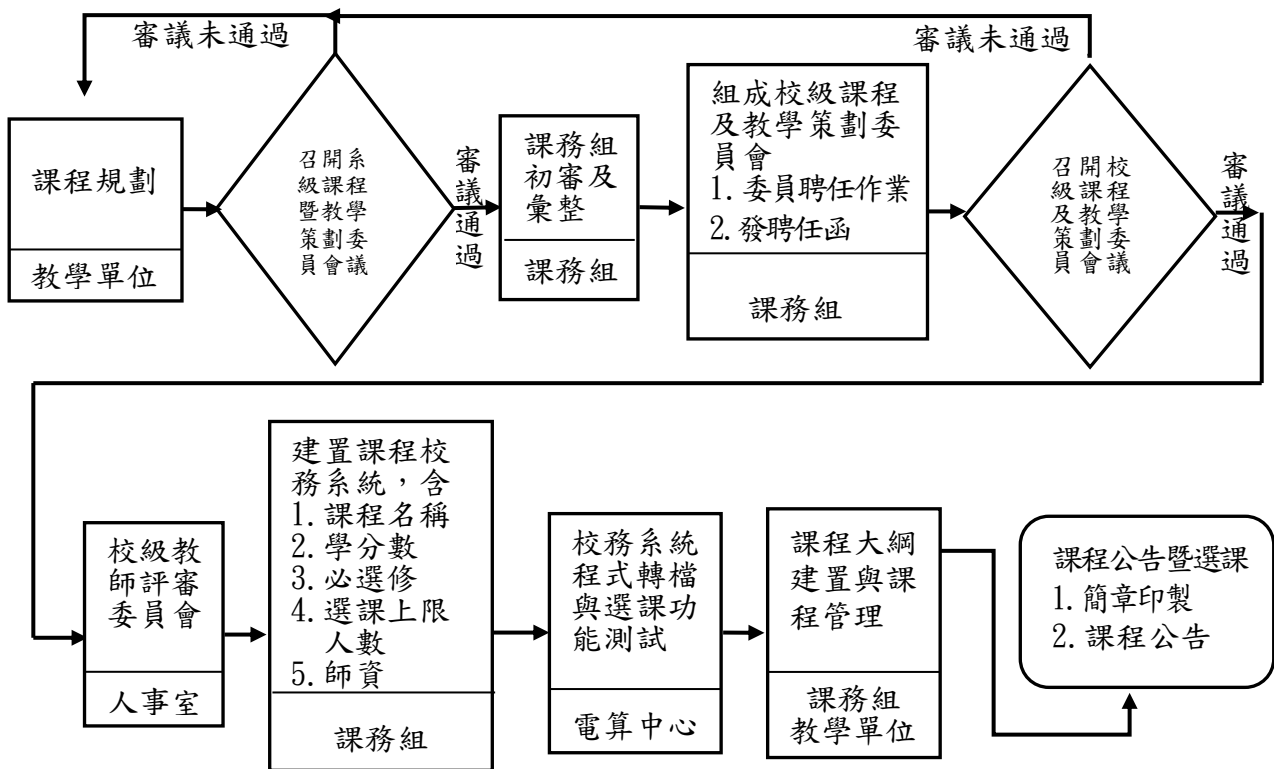 審議未通過
審議未通過
課程規劃
教學單位
召開系
級課程
暨教學
策劃委
員會議
審議通過
課務組
初審及
彙整
課務組
組成校級課程
及教學策劃委
員會
1.委員聘任作業
2.發聘任函
課務組
召開校
級課程
及教學
策劃委
員會議
審議通過
校級教
師評審
委員會
人事室
建置課程校
務系統，含
1.課程名稱
2.學分數
3.必選修
4.選課上限
人數
5.師資
課務組
校務系統
程式轉檔
與選課功
能測試
電算中心
課程大綱
建置與課
程管理
課務組
教學單位
課程公告暨選課
1.簡章印製
2.課程公告